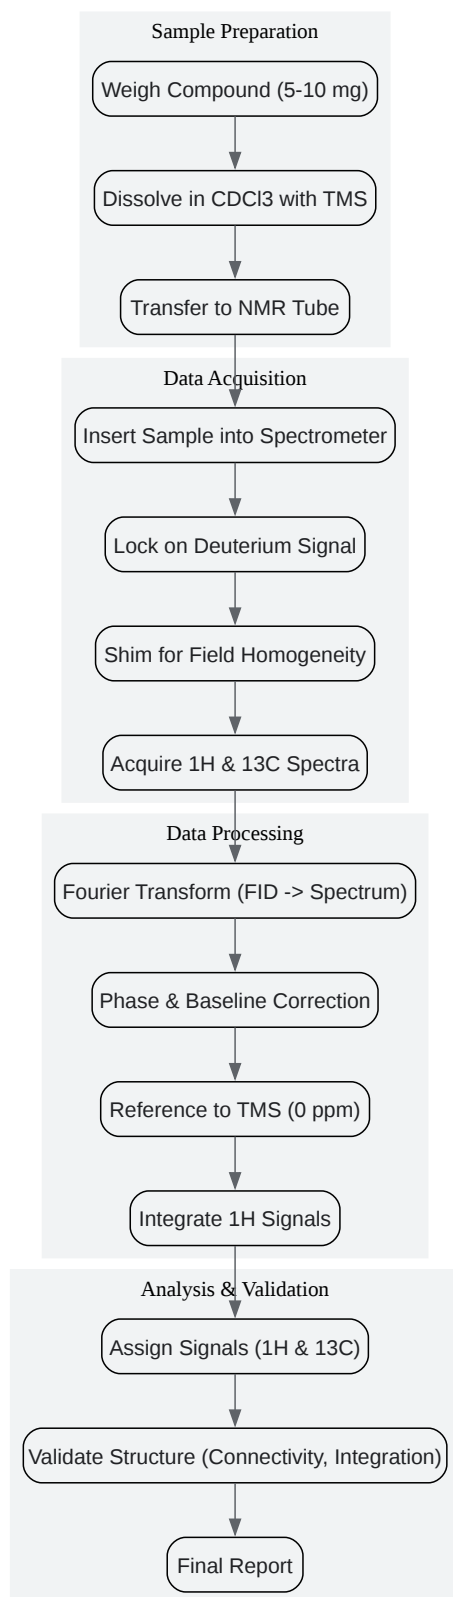 Sample Preparation
Weigh Compound (5-10 mg)
Dissolve in CDCl3 with TMS
Transfer to NMR Tube
Data Acquisition
Insert Sample into Spectrometer
Lock on Deuterium Signal
Shim for Field Homogeneity
Acquire 1H & 13C Spectra
Data Processing
Fourier Transform (FID -> Spectrum)
Phase & Baseline Correction
Reference to TMS (0 ppm)
Integrate 1H Signals
Analysis & Validation
Assign Signals (1H & 13C)
Validate Structure (Connectivity, Integration)
Final Report